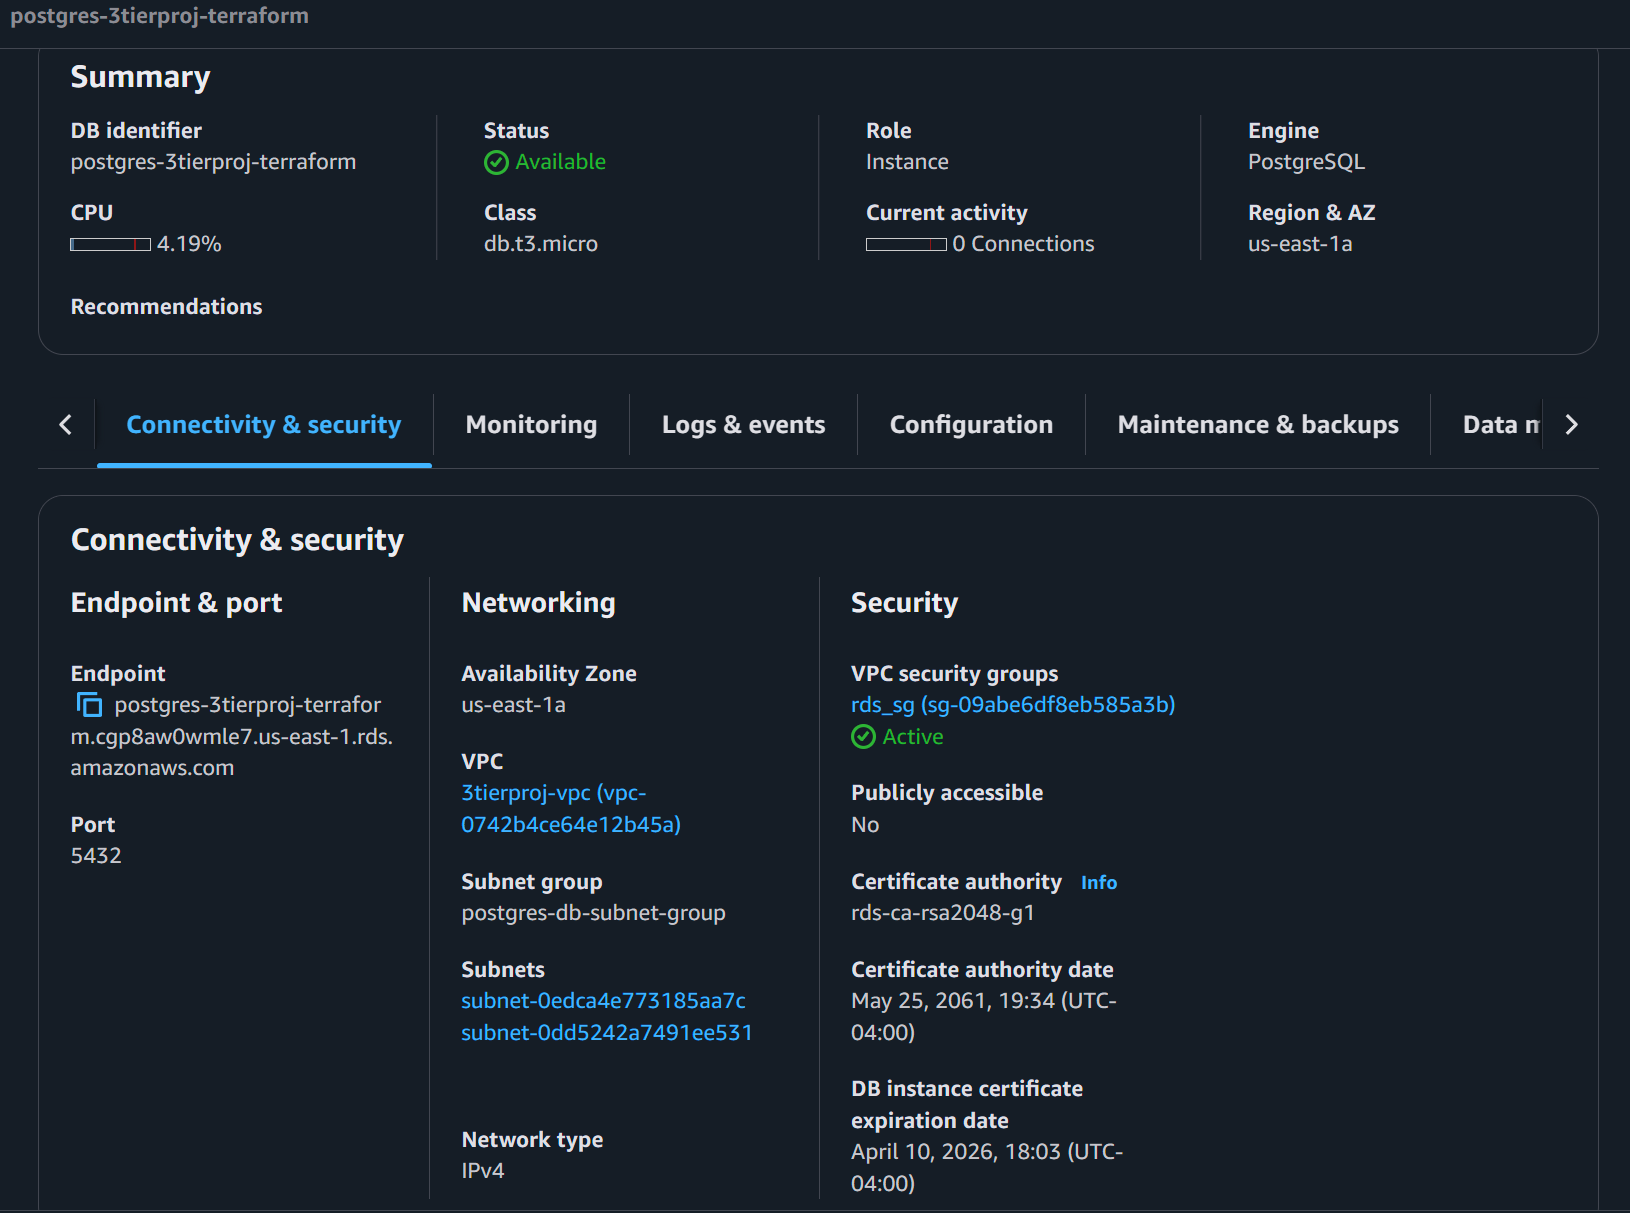 postgres-3tierproj-terraform
Summary
DB identifier
postgres-3tierproj-terraform
Status
Available
Role
Instance
Engine
PostgreSQL
CPU
4.19%
Class
db.t3.micro
Current activity
0 Connections
Region & AZ
us-east-1a
Recommendations
Connectivity & security
Monitoring
Logs & events
Configuration
Maintenance & backups
Data m
Connectivity & security
Endpoint & port
Endpoint
postgres-3tierproj-terrafor
m.cgp8aw0wmle7.us-east-1.rds.
amazonaws.com
Port
5432
Networking
Availability Zone
us-east-1a
VPC
3tierproj-vpc (vpc-
0742b4ce64e12b45a)
Subnet group
postgres-db-subnet-group
Subnets
subnet-0edca4e773185aa7c
subnet-0dd5242a7491ee531
Network type
IPv4
Security
VPC security groups
rds_sg (sg-09abe6df8eb585a3b)
Active
Publicly accessible
No
Certificate authority Info
rds-ca-rsa2048-g1
Certificate authority date
May 25, 2061, 19:34 (UTC-
04:00)
DB instance certificate
expiration date
April 10, 2026, 18:03 (UTC-
04:00)